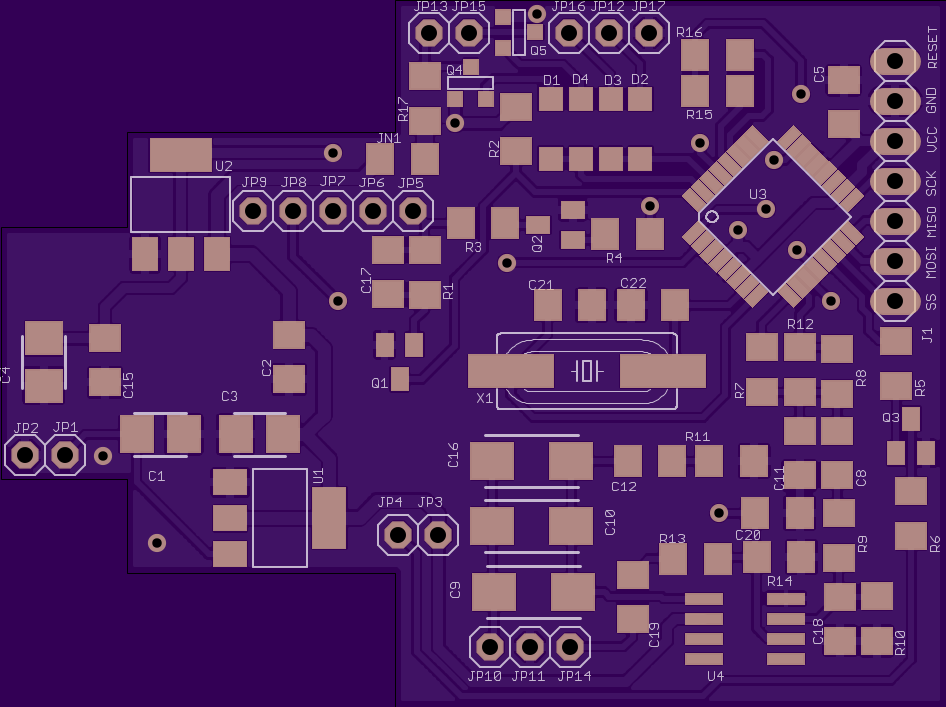 JP13 JP15 JP16 JP12 JP17
R16
Q5
RESET
Q4
C5
D1 D4 D3 D2
GND
R17
R15
JN1
R2
VCC
U2
JP9 JP8 JP7 JP6 JP5
U3
SCK
MISO
R3
Q2
R4
MOSI
C17
R1
C21 C22
SS
R12
J1
C4
C2
C15
Q1
X1
R7
R8
R5
C3
Q3
JP2 JP1
C1
U1
C16
R11
C12
C11
C8
JP4 JP3
C10
R13
C20
R9
R6
C9
R14
C19
C18
R10
JP10 JP11 JP14
U4